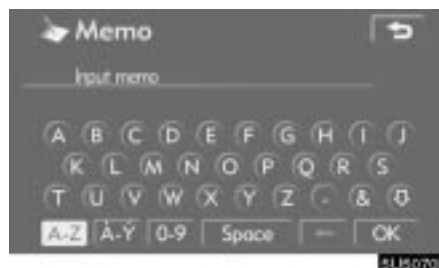 Memo
Input memo
A B C D E F G H I J
K L M N O P Q R S
T U V W X Y Z . &
A-Z À-Ý 0-9 Space ← OK